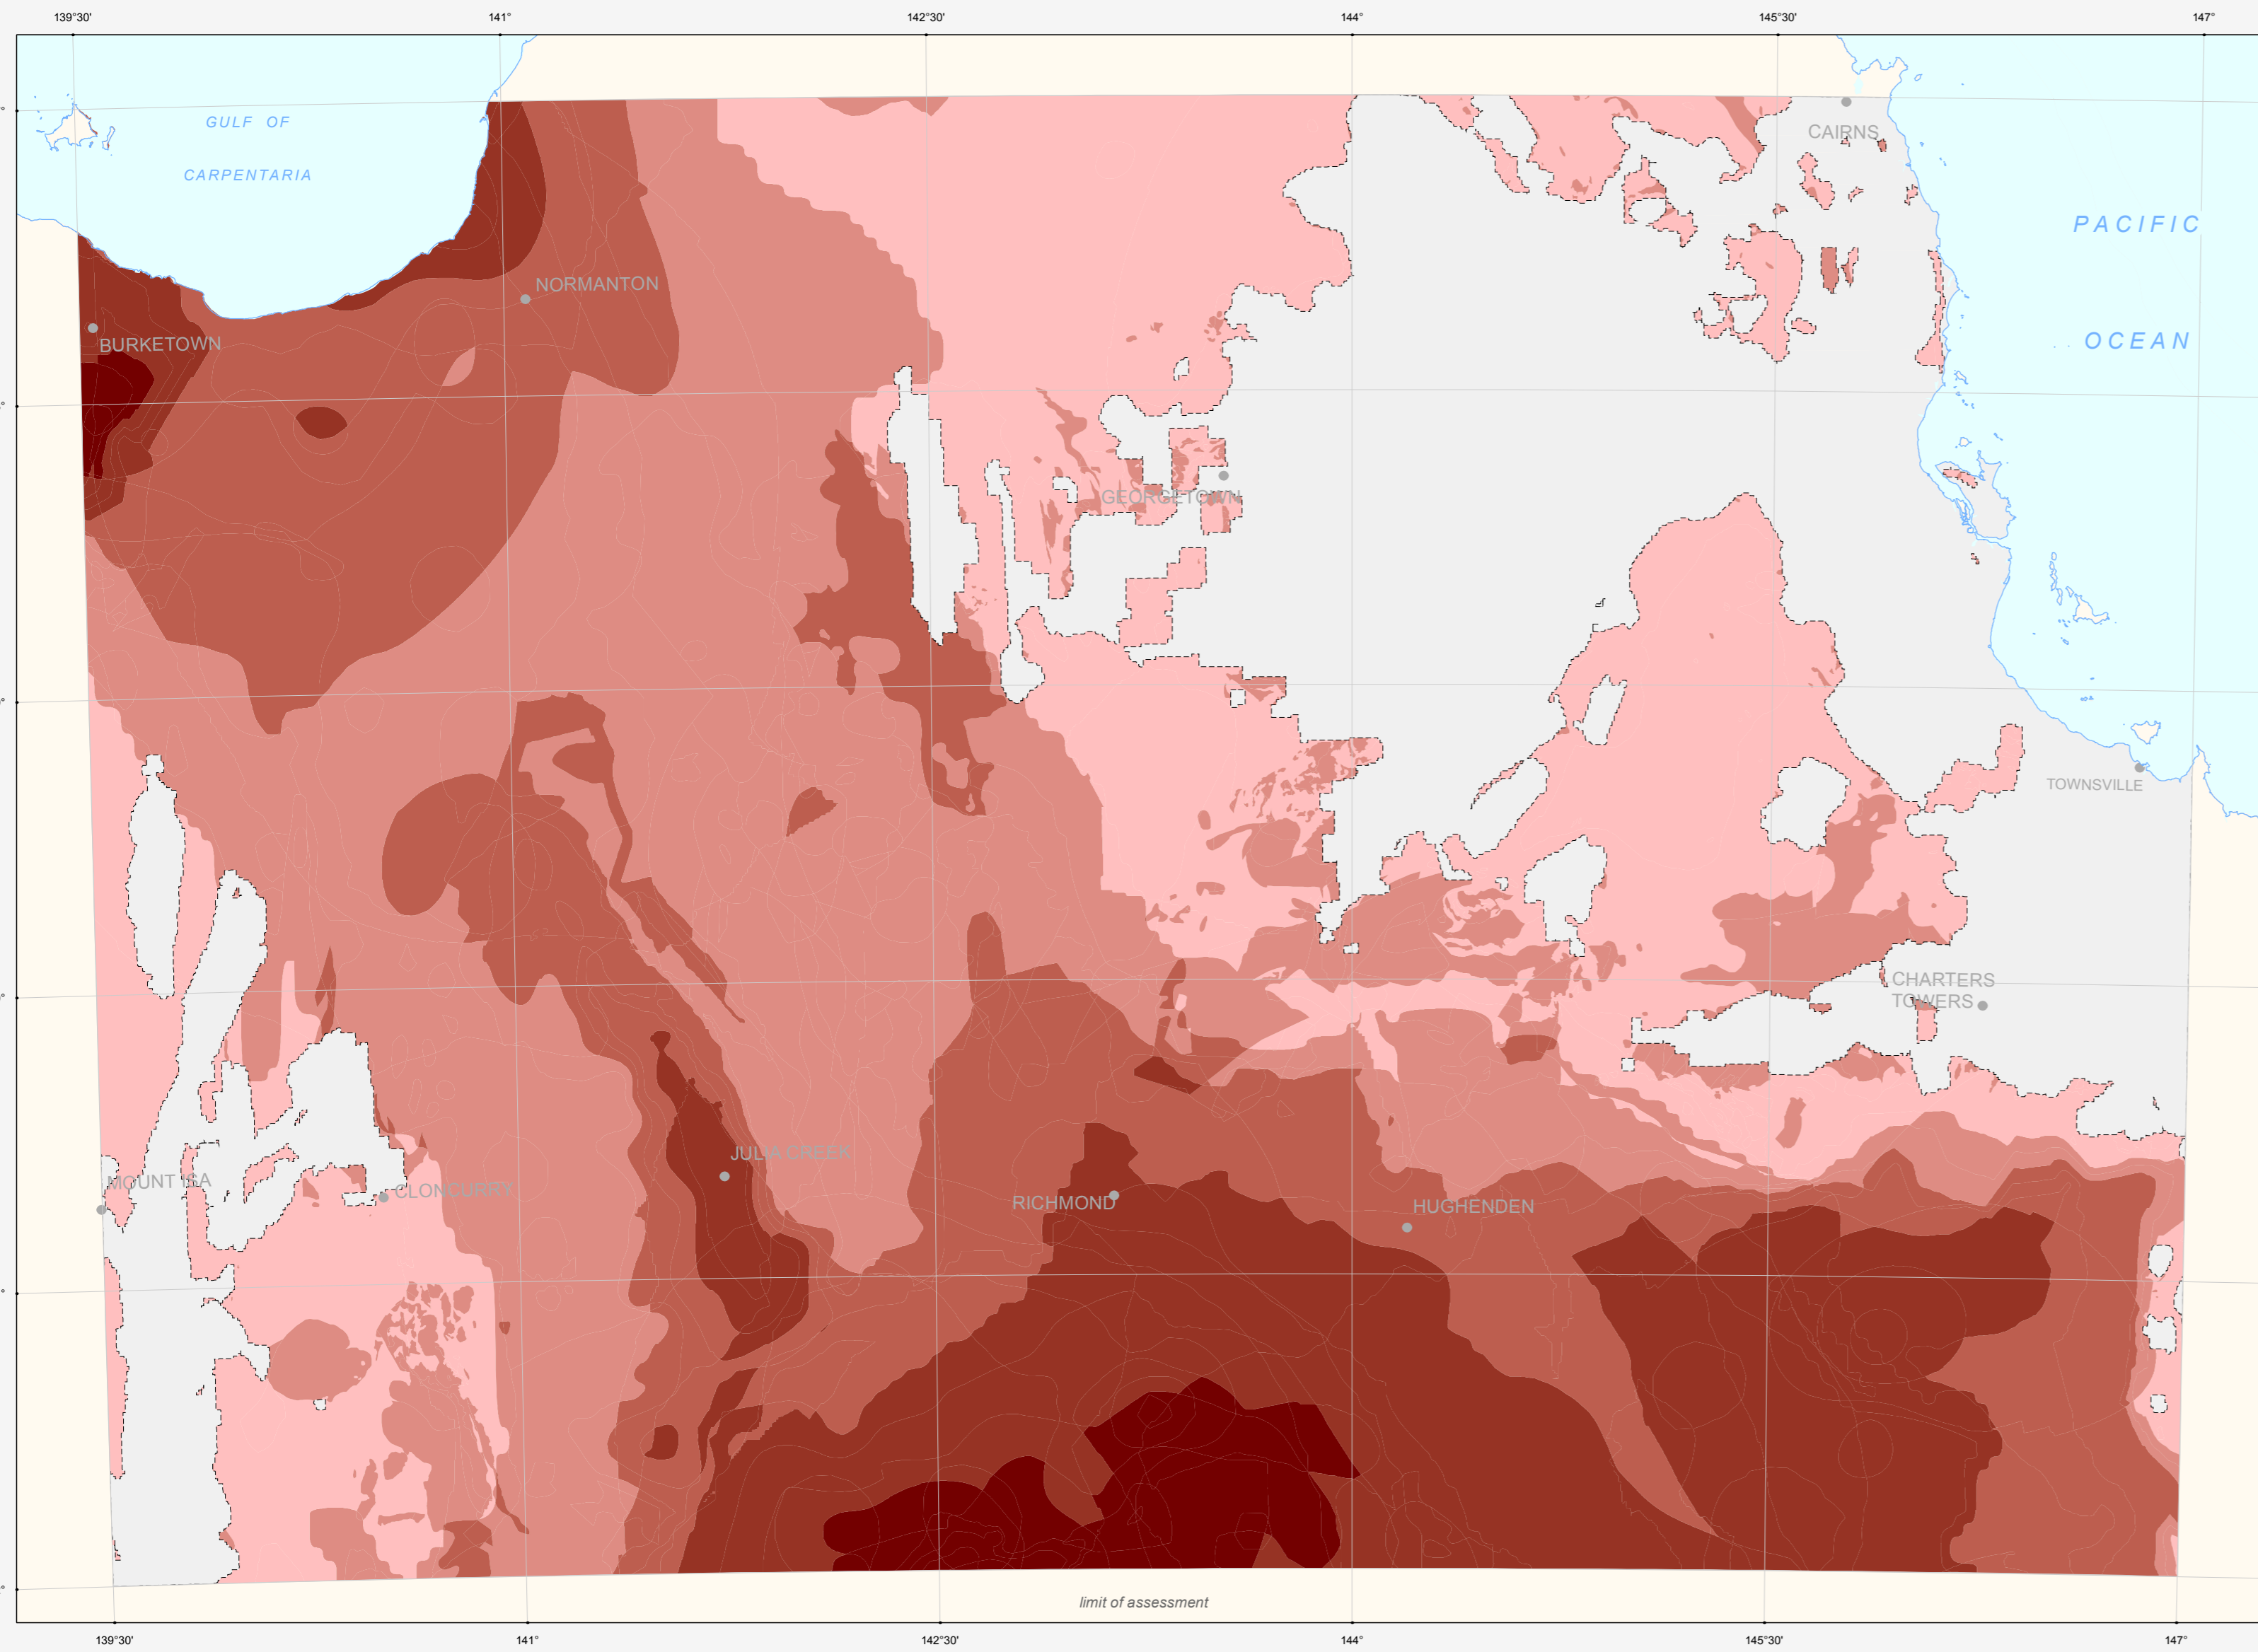 139°30' 141° 142°30' 144° 145°30' 147°
GULF OF
CARPENTARIA
CAIRNS
PACIFIC
OCEAN
NORMANTON
BURKETOWN
GEORGETOWN
TOWNSVILLE
CHARTERS
TOWERS
JULIA CREEK
MOUNT ISA
CLONCURRY
RICHMOND
HUGHENDEN
limit of assessment
139°30' 141° 142°30' 144° 145°30' 147°